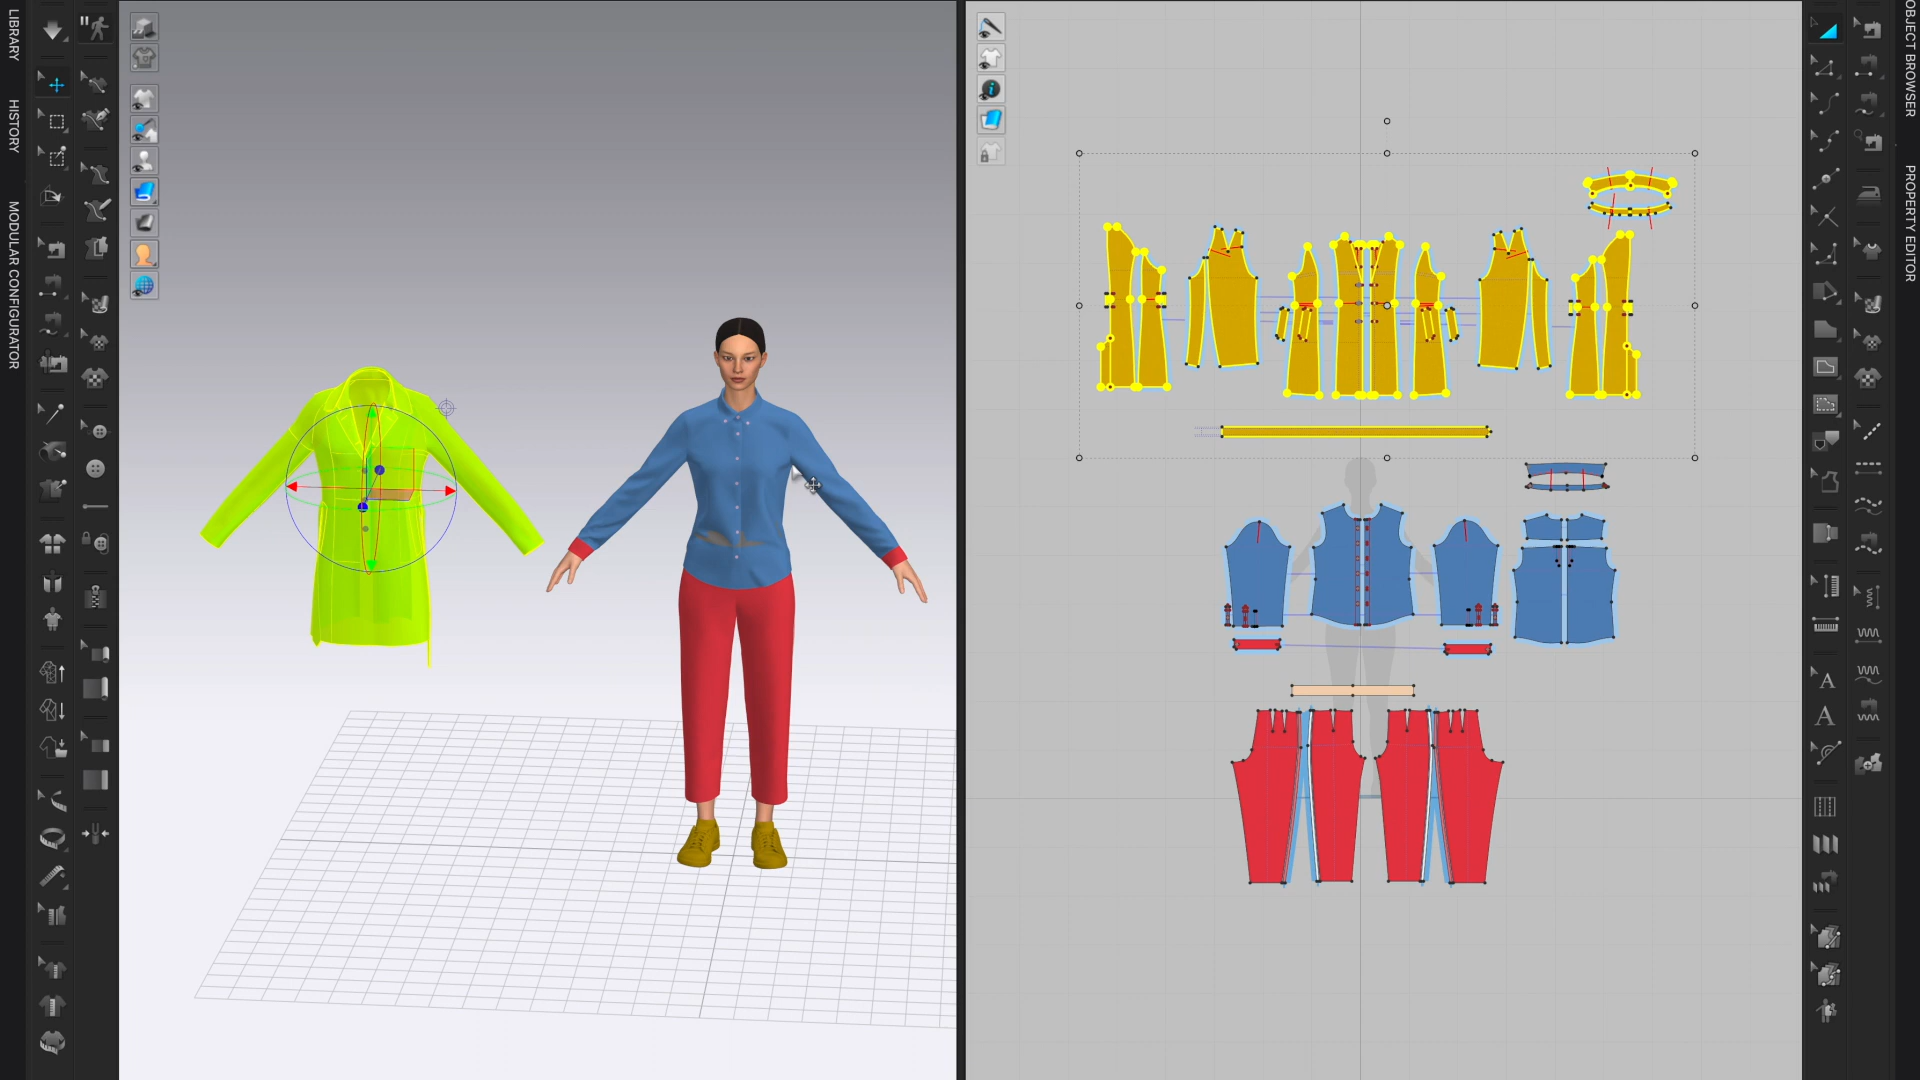 LIBRARY
HISTORY
MODULAR CONFIGURATOR
OBJECT BROWSER
PROPERTY EDITOR
A
A